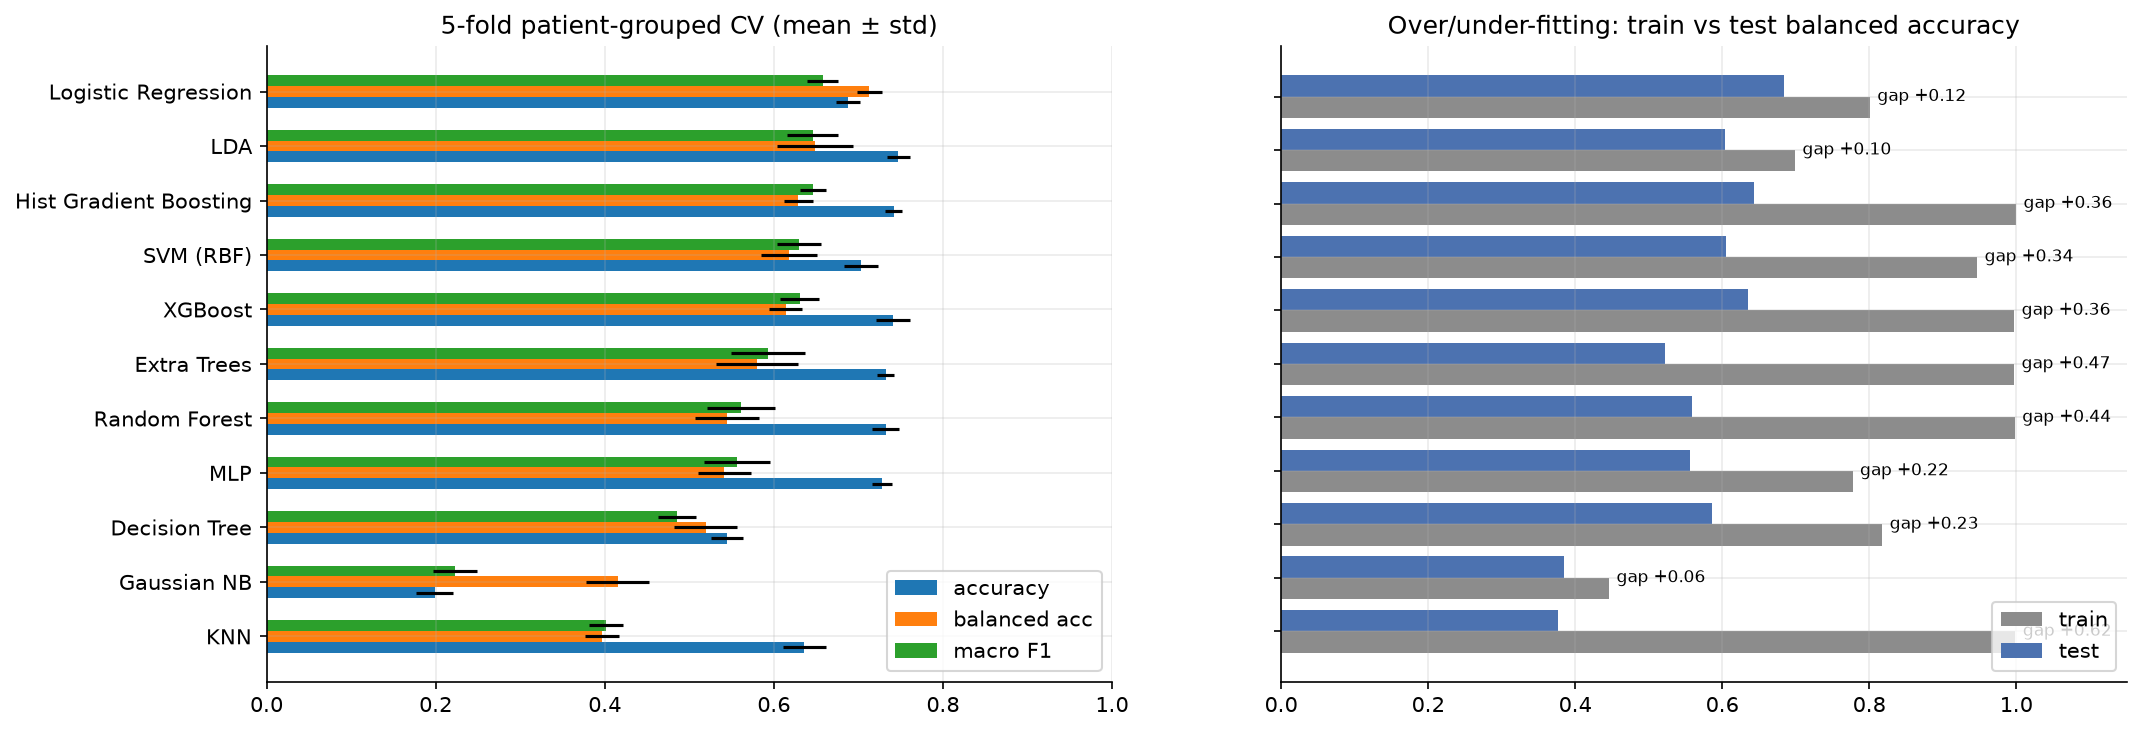 5-fold patient-grouped CV (mean ± std)
Logistic Regression
LDA
Hist Gradient Boosting
SVM (RBF)
XGBoost
Extra Trees
Random Forest
MLP
Decision Tree
Gaussian NB
KNN
accuracy
balanced acc
macro F1
0.0 0.2 0.4 0.6 0.8 1.0
Over/under-fitting: train vs test balanced accuracy
gap +0.12
gap +0.10
gap +0.36
gap +0.34
gap +0.36
gap +0.47
gap +0.44
gap +0.22
gap +0.23
gap +0.06
gap +0.62
train
test
0.0 0.2 0.4 0.6 0.8 1.0